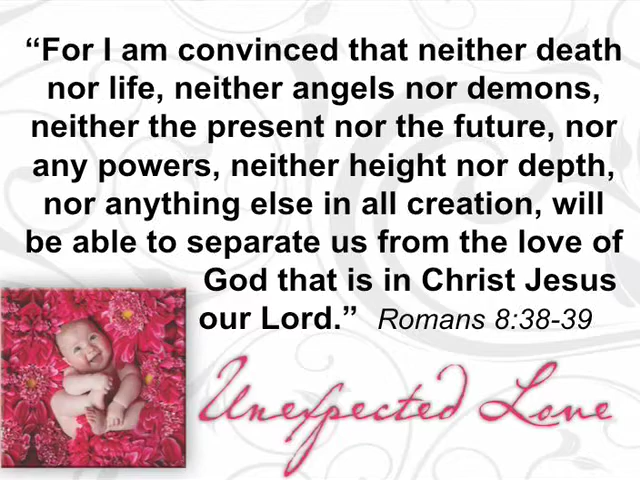 “For I am convinced that neither death
nor life, neither angels nor demons,
neither the present nor the future, nor
any powers, neither height nor depth,
nor anything else in all creation, will
be able to separate us from the love of
God that is in Christ Jesus
our Lord.” Romans 8:38-39
Unexpected Love